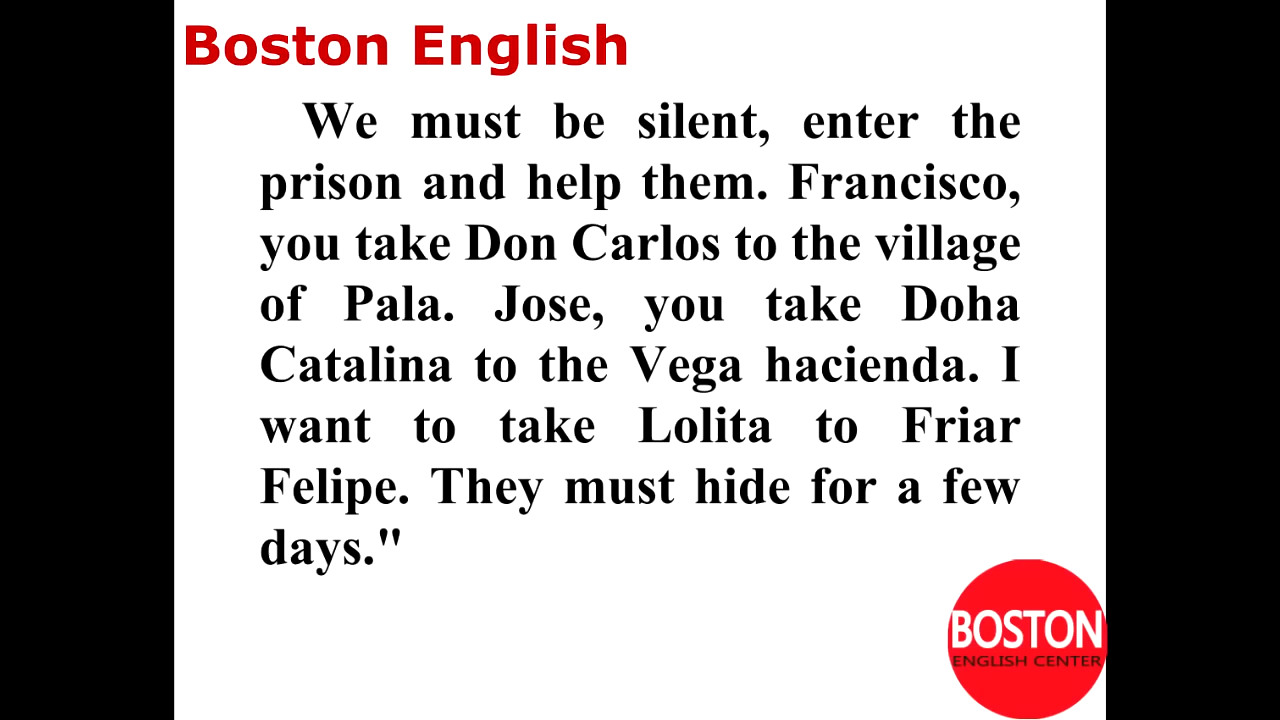 Boston English
We must be silent, enter the
prison and help them. Francisco,
you take Don Carlos to the village
of Pala. Jose, you take Doha
Catalina to the Vega hacienda. I
want to take Lolita to Friar
Felipe. They must hide for a few
days."
BOSTON
ENGLISH CENTER